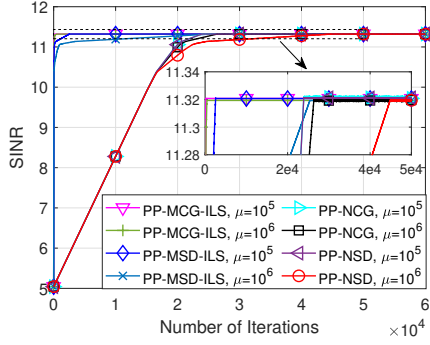 12
11
10
9
8
7
6
5
SINR
11.34
11.32
11.3
11.28
0 2e4 4e4 5e4
PP-MCG-ILS, μ=10^5 PP-NCG, μ=10^5
PP-MCG-ILS, μ=10^6 PP-NCG, μ=10^6
PP-MSD-ILS, μ=10^5 PP-NSD, μ=10^5
PP-MSD-ILS, μ=10^6 PP-NSD, μ=10^6
0 1 2 3 4 5 6
Number of Iterations ×10^4